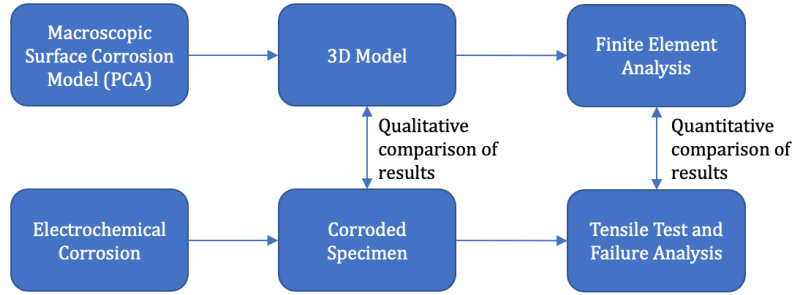 Macroscopic
Surface Corrosion
Model (PCA)
3D Model
Finite Element
Analysis
Qualitative
comparison of
results
Quantitative
comparison of
results
Electrochemical
Corrosion
Corroded
Specimen
Tensile Test and
Failure Analysis